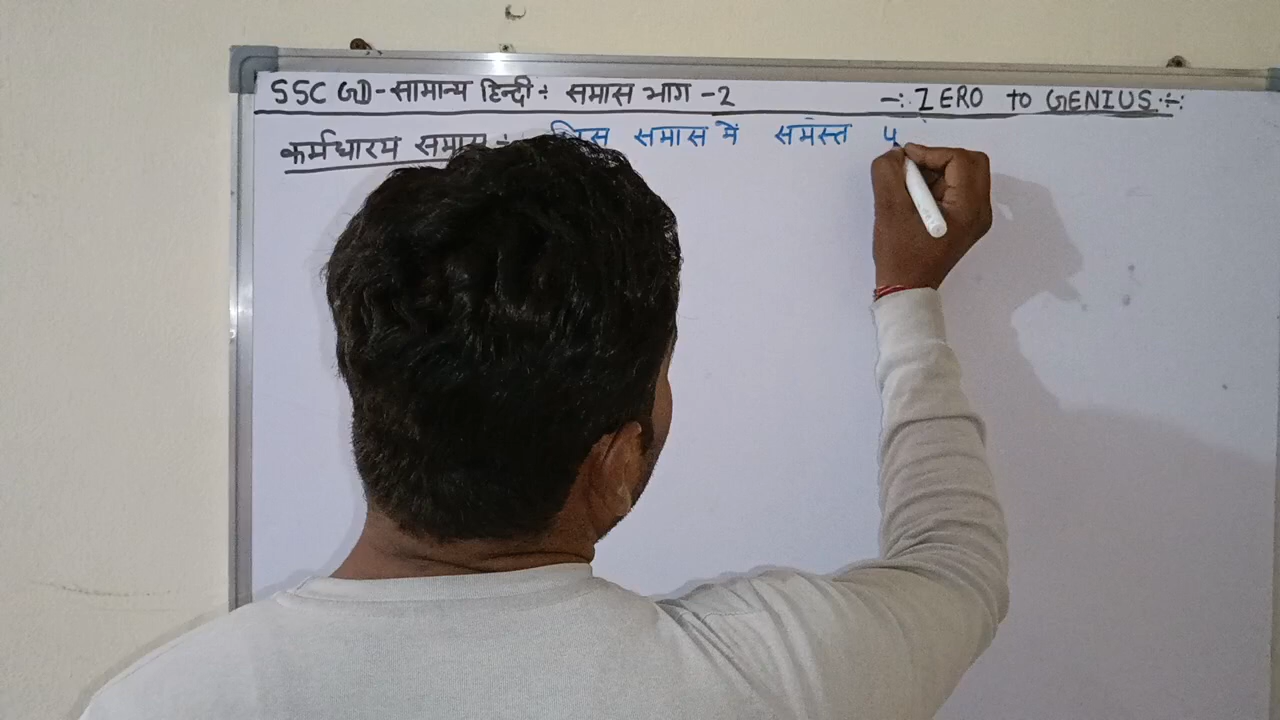 SSC GD-सामान्य हिन्दी ÷ समास भाग -2 -: ZERO to GENIUS :-
कर्मधारय समास :- जिस समास में समस्त प